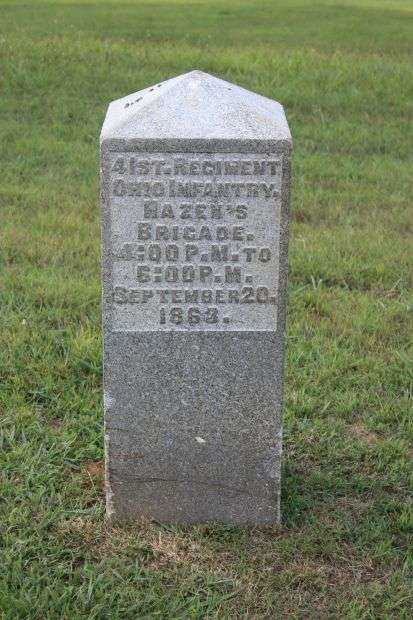 41ST. REGIMENT
OHIO INFANTRY.
HAZEN'S
BRIGADE.
4:00 P.M. TO
6:00 P.M.
SEPTEMBER 20.
1863.